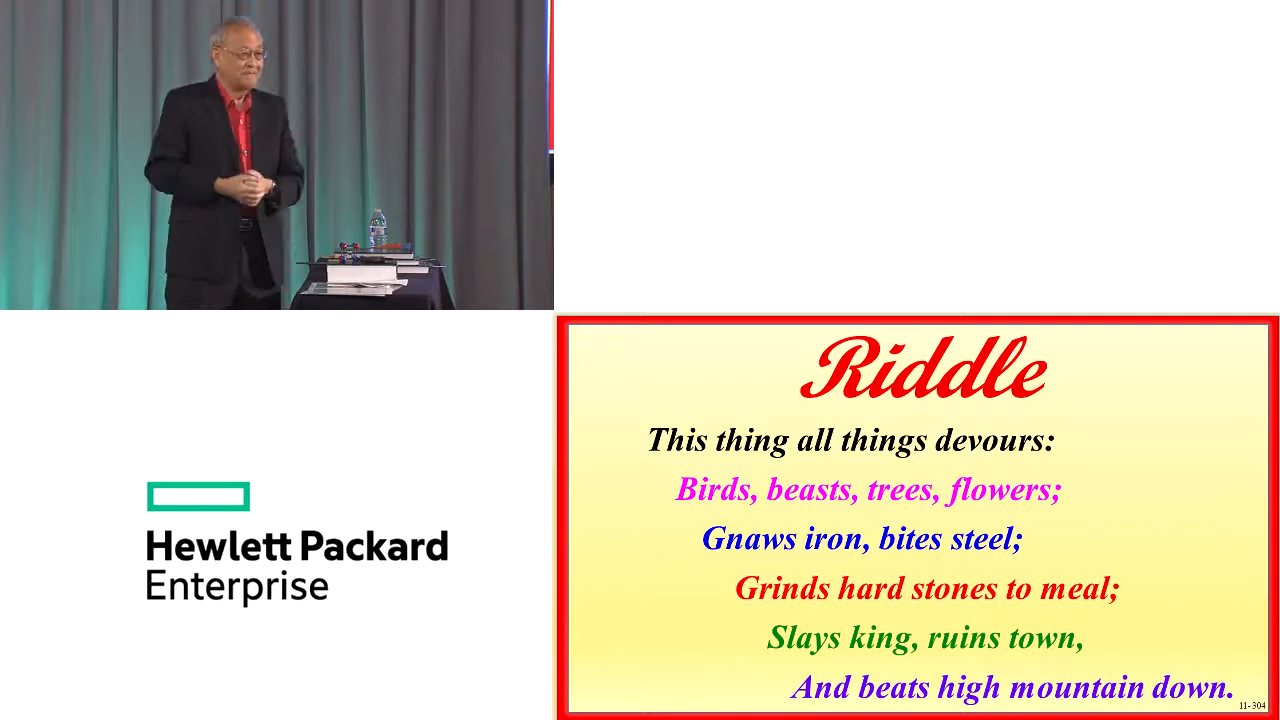 Riddle
This thing all things devours:
Birds, beasts, trees, flowers;
Gnaws iron, bites steel;
Grinds hard stones to meal;
Slays king, ruins town,
And beats high mountain down.
11-304
Hewlett Packard
Enterprise